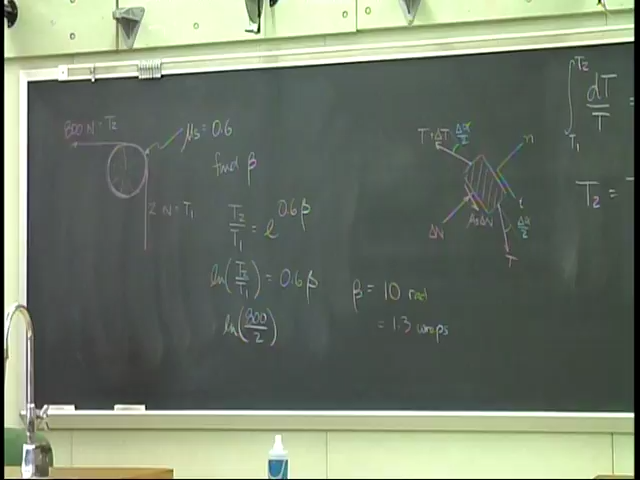 800 N = T₂
μs = 0.6
find β
2 N = T₁
T₂/T₁ = e^0.6β
ln(T₂/T₁) = 0.6β
ln(800/2)
β = 10 rad
= 1.3 wraps
T+ΔT
Δα/2
n
t
ΔN
μsΔN
Δα/2
T
∫T₁^T₂ dT/T =
T₂ =